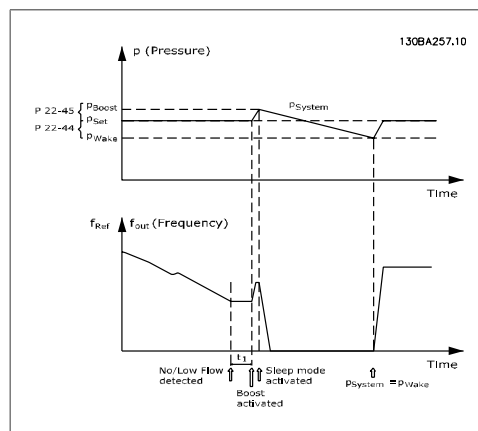 130BA257.10
p (Pressure)
P 22-45 { pBoost
pSet
P 22-44 { pWake
pSystem
Time
fRef fout (Frequency)
t1
Time
No/Low Flow
detected
Boost
activated
Sleep mode
activated
pSystem = pWake